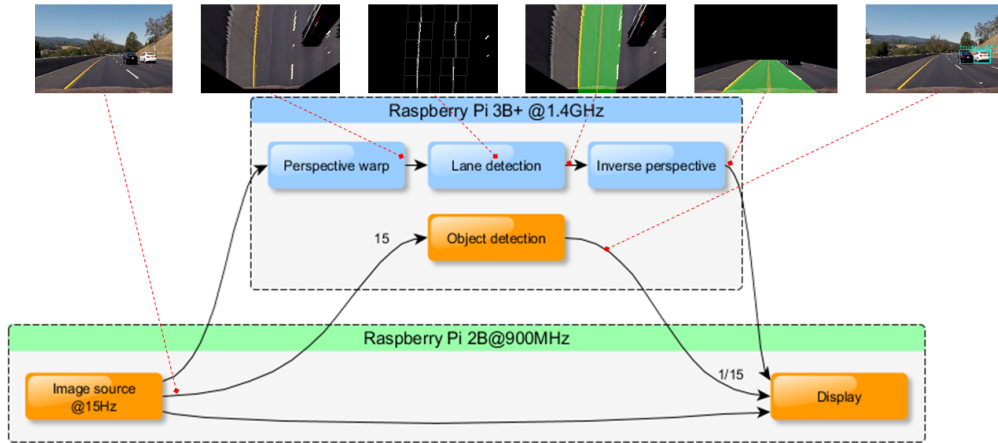 Raspberry Pi 3B+ @1.4GHz
Perspective warp
Lane detection
Inverse perspective
15
Object detection
Raspberry Pi 2B@900MHz
1/15
Image source
@15Hz
Display